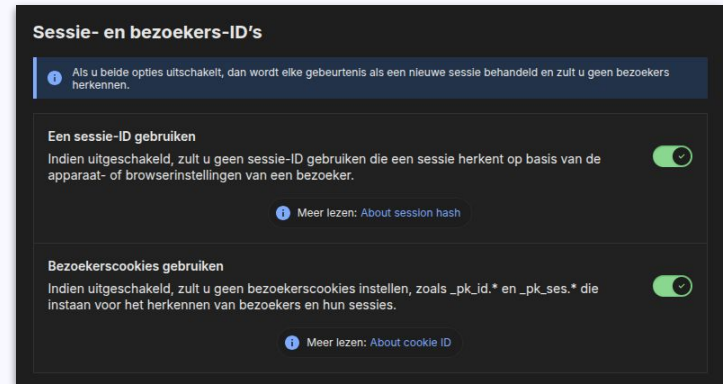 Sessie- en bezoekers-ID's
Als u beide opties uitschakelt, dan wordt elke gebeurtenis als een nieuwe sessie behandeld en zult u geen bezoekers
herkennen.
Een sessie-ID gebruiken
Indien uitgeschakeld, zult u geen sessie-ID gebruiken die een sessie herkent op basis van de
apparaat- of browserinstellingen van een bezoeker.
Meer lezen: About session hash
Bezoekerscookies gebruiken
Indien uitgeschakeld, zult u geen bezoekerscookies instellen, zoals _pk_id.* en _pk_ses.* die
instaan voor het herkennen van bezoekers en hun sessies.
Meer lezen: About cookie ID